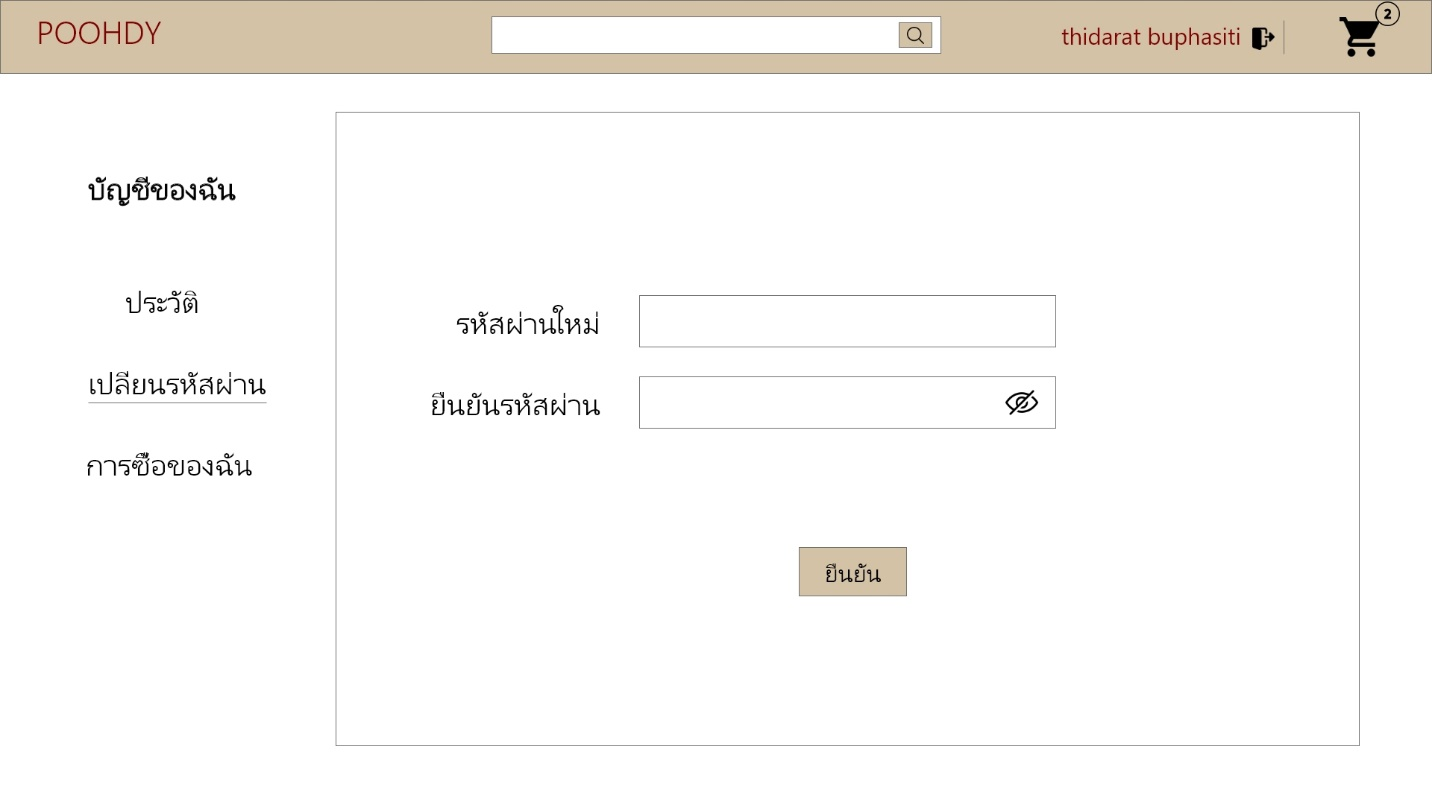 POOHDY
thidarat buphasiti
2
บัญชีของฉัน
ประวัติ
เปลี่ยนรหัสผ่าน
การซื้อของฉัน
รหัสผ่านใหม่
ยืนยันรหัสผ่าน
ยืนยัน